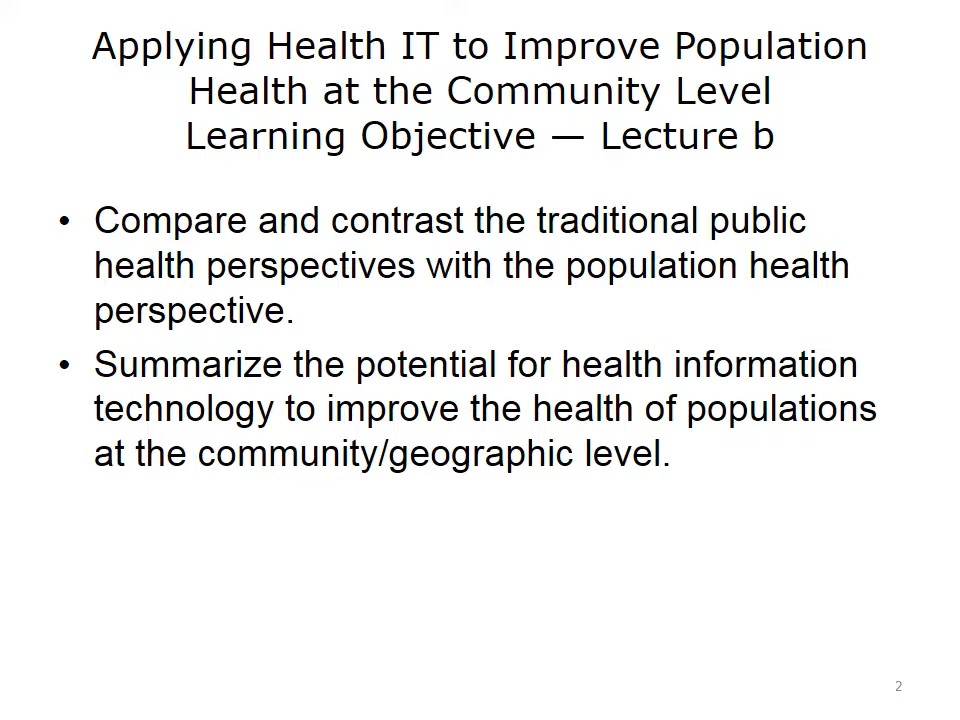 Applying Health IT to Improve Population
Health at the Community Level
Learning Objective — Lecture b
• Compare and contrast the traditional public
health perspectives with the population health
perspective.
• Summarize the potential for health information
technology to improve the health of populations
at the community/geographic level.
2